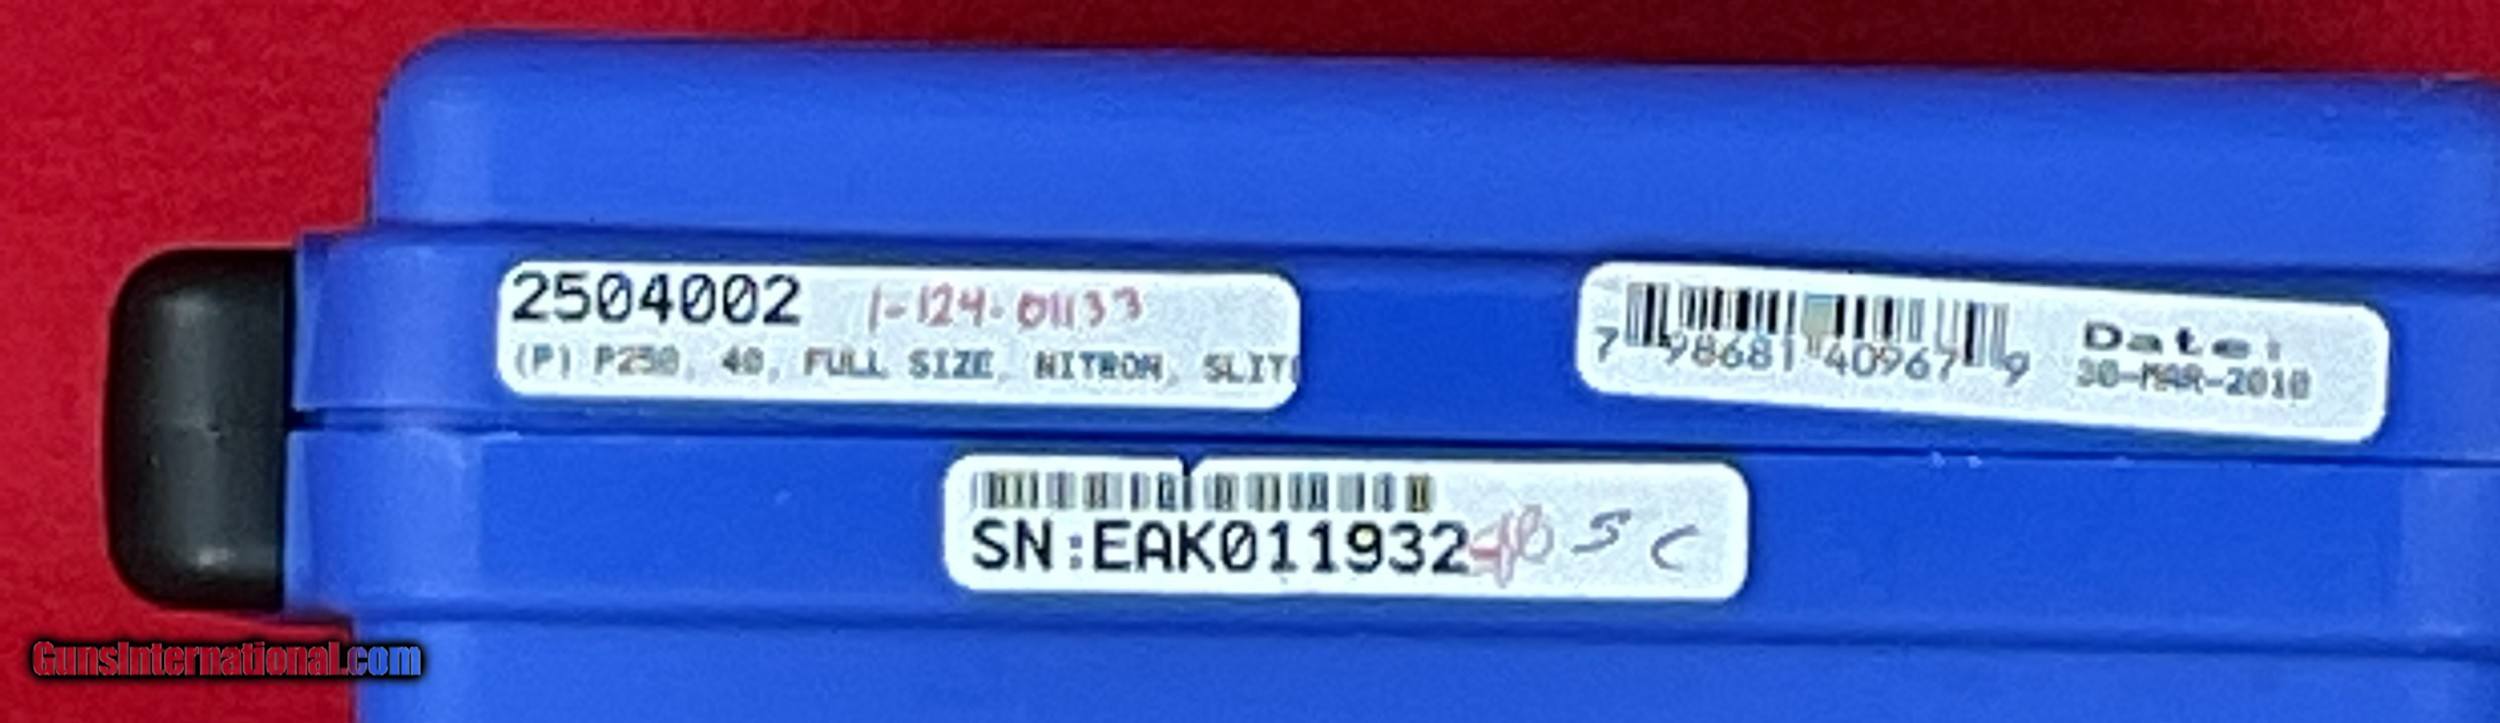 2504002 1-124-01133
(P) P250, 40, FULL SIZE, NITRON, SLIT
7 98681 40967 9
Date:
30-MAR-2010
SN:EAK011932 S C
GunsInternational.com